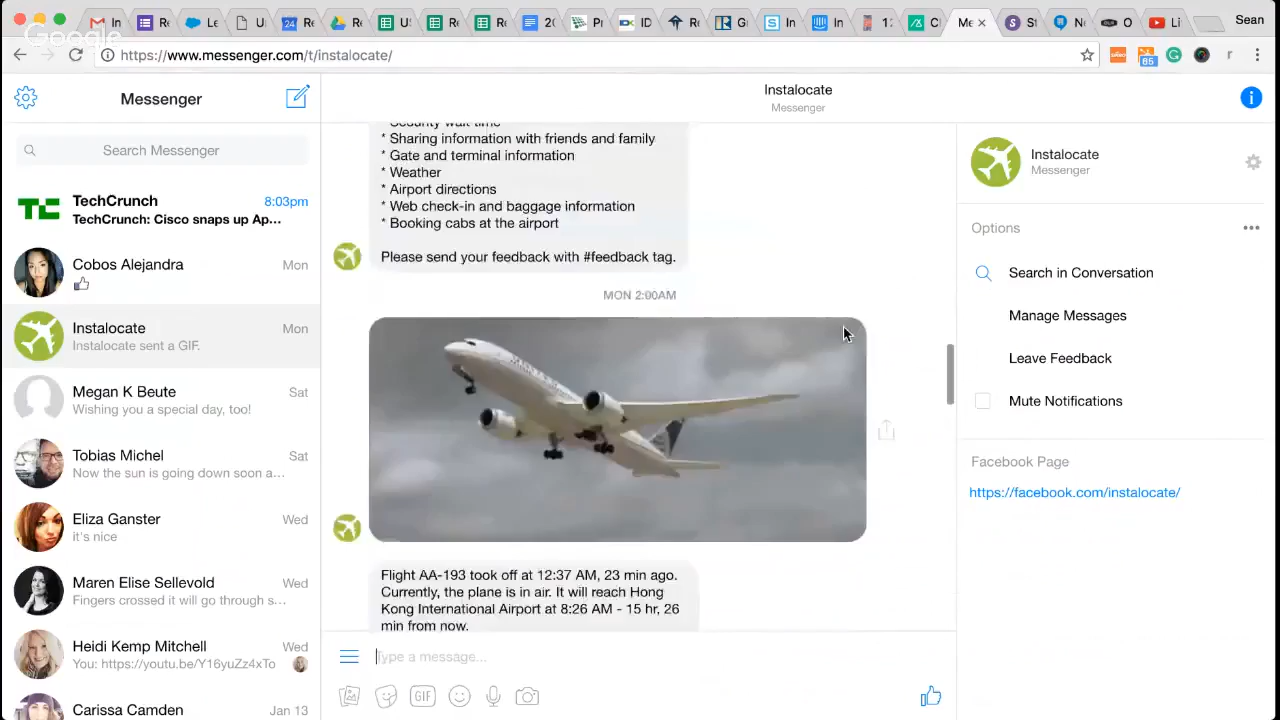 Google
Sean
https://www.messenger.com/t/instalocate/
85
Messenger
Search Messenger
TechCrunch
8:03pm
TechCrunch: Cisco snaps up Ap...
Cobos Alejandra
Mon
Instalocate
Mon
Instalocate sent a GIF.
Megan K Beute
Sat
Wishing you a special day, too!
Tobias Michel
Sat
Now the sun is going down soon a...
Eliza Ganster
Wed
it's nice
Maren Elise Sellevold
Wed
Fingers crossed it will go through s...
Heidi Kemp Mitchell
Wed
You: https://youtu.be/Y16yuZz4xTo
Carissa Camden
Jan 13
Instalocate
Messenger
* Security wait time
* Sharing information with friends and family
* Gate and terminal information
* Weather
* Airport directions
* Web check-in and baggage information
* Booking cabs at the airport
Please send your feedback with #feedback tag.
MON 2:00AM
Flight AA-193 took off at 12:37 AM, 23 min ago.
Currently, the plane is in air. It will reach Hong
Kong International Airport at 8:26 AM - 15 hr, 26
min from now.
Type a message...
GIF
Instalocate
Messenger
Options
Search in Conversation
Manage Messages
Leave Feedback
Mute Notifications
Facebook Page
https://facebook.com/instalocate/